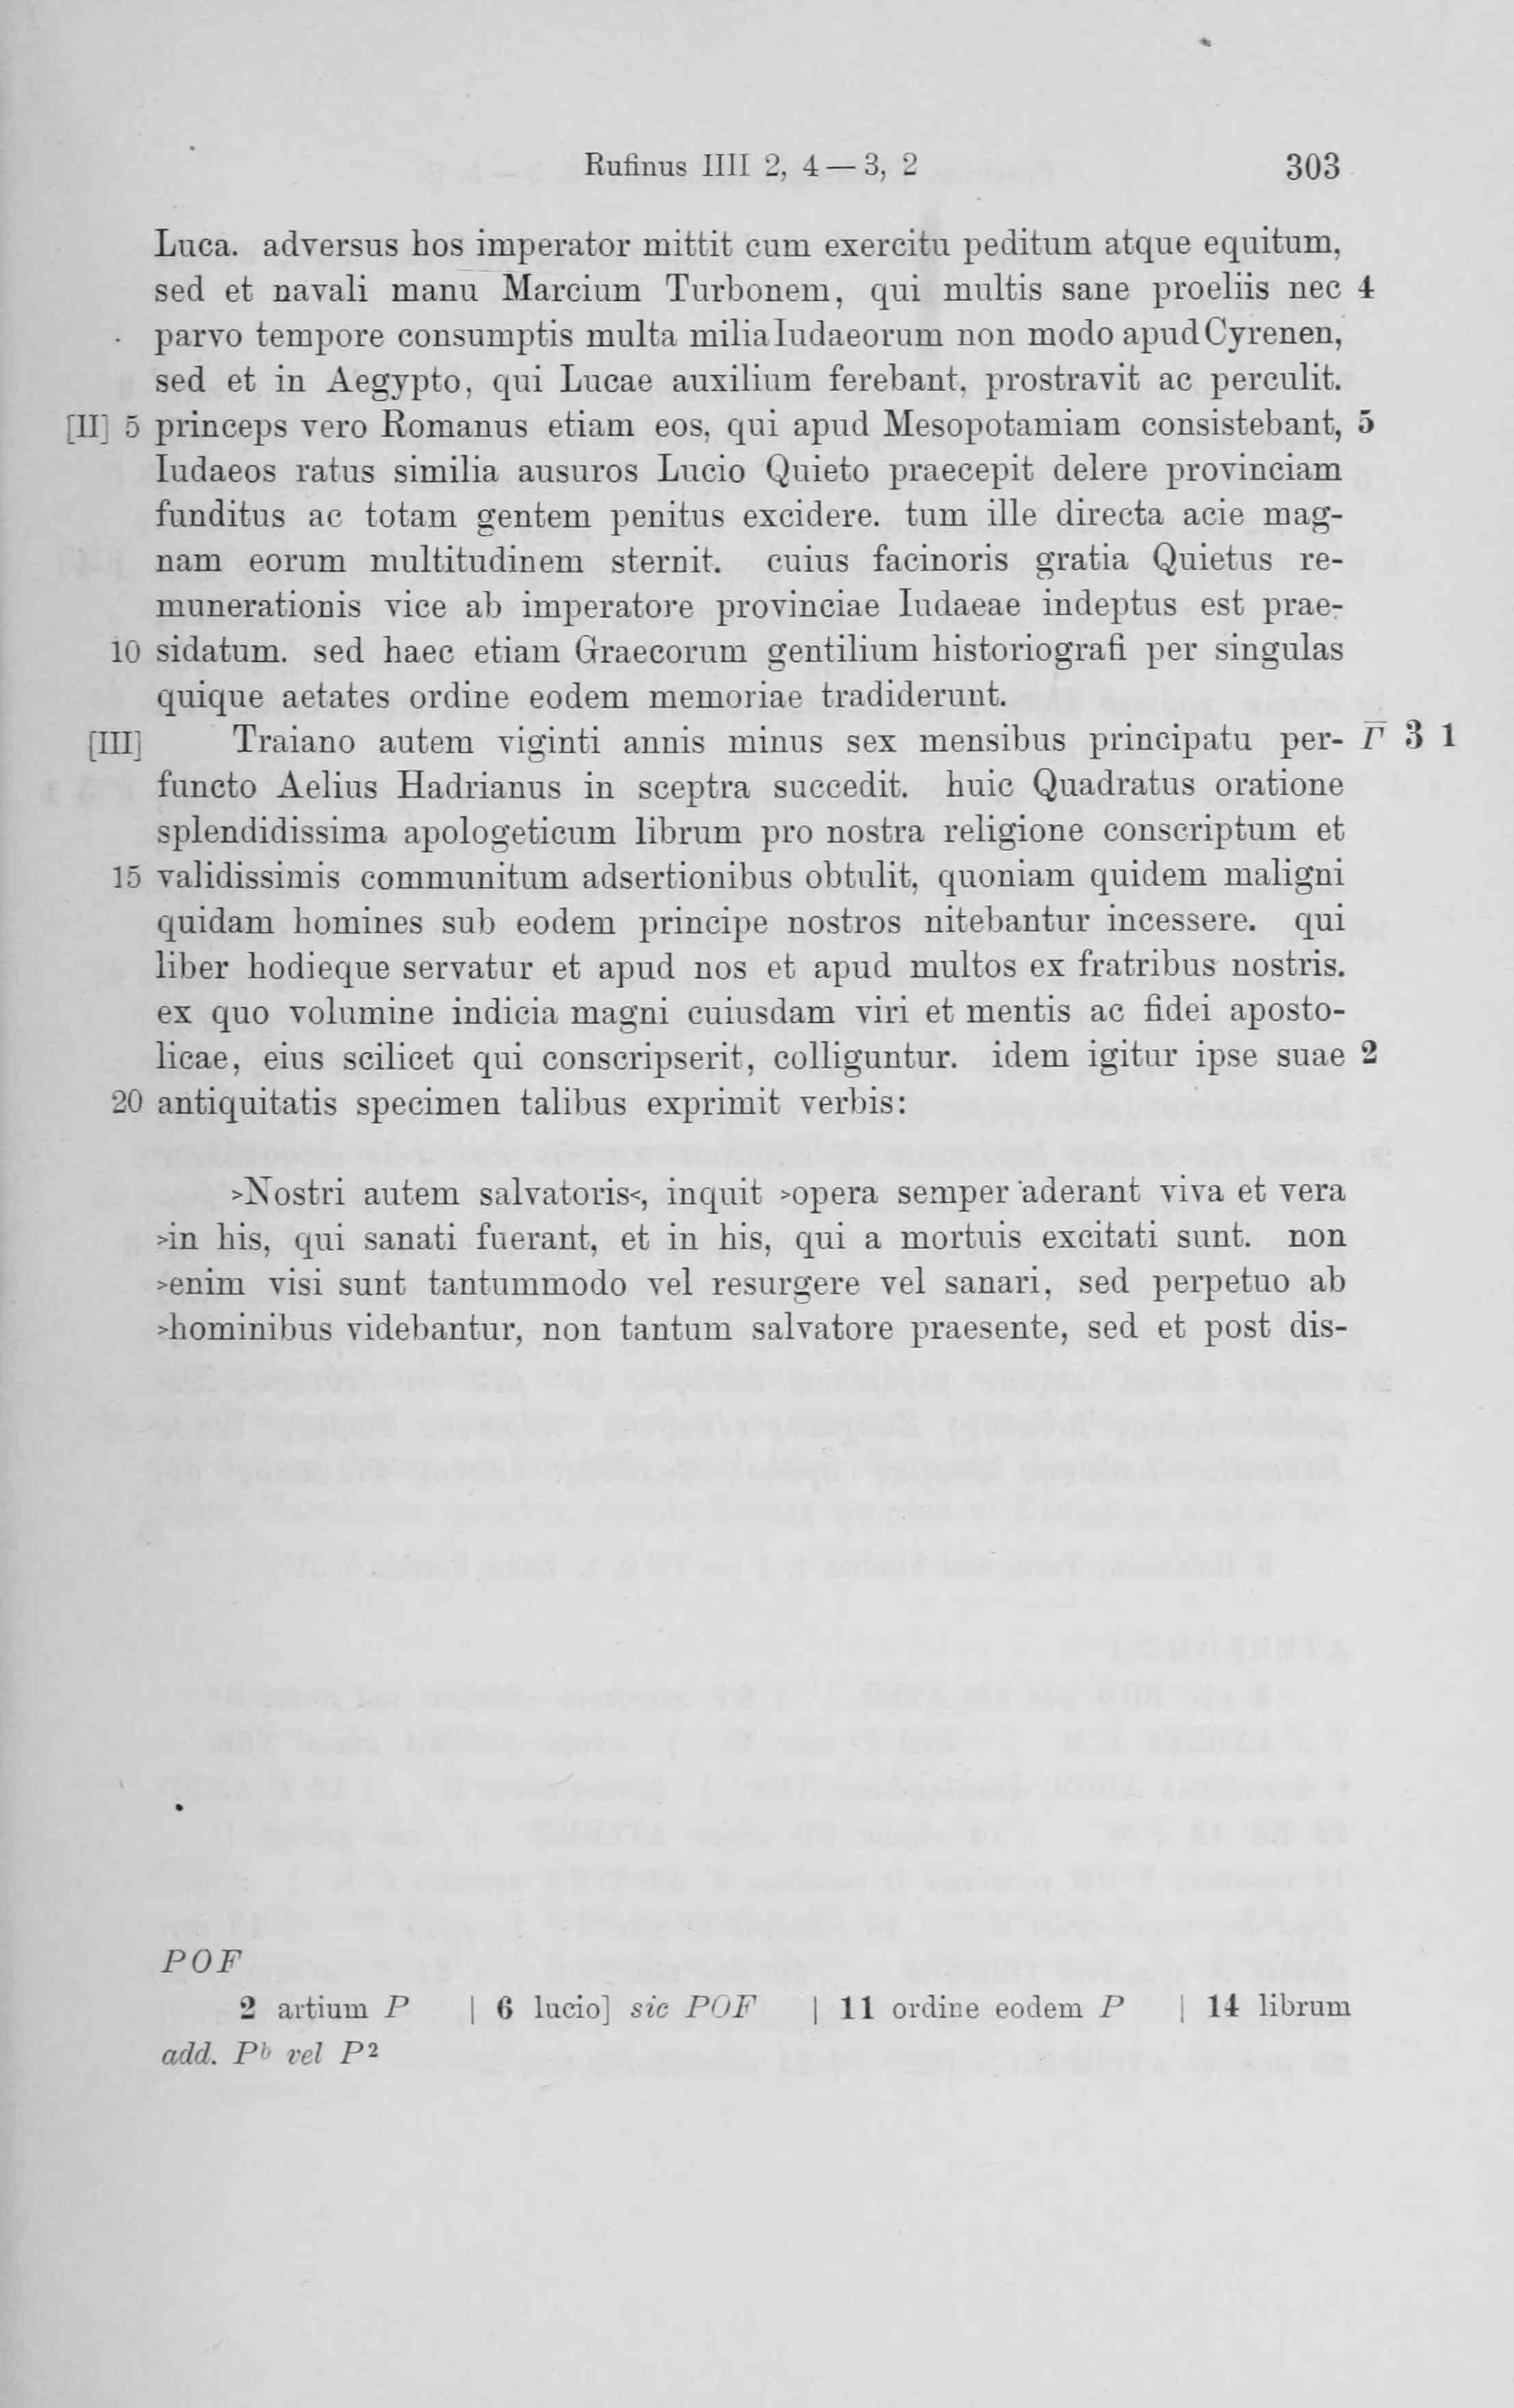 Rufinus IIII 2, 4 — 3, 2 303
Luca. adversus hos imperator mittit cum exercitu peditum atque equitum,
sed et navali manu Marcium Turbonem, qui multis sane proeliis nec 4
parvo tempore consumptis multa milia Iudaeorum non modo apud Cyrenen,
sed et in Aegypto, qui Lucae auxilium ferebant, prostravit ac perculit.
[II] 5 princeps vero Romanus etiam eos, qui apud Mesopotamiam consistebant, 5
Iudaeos ratus similia ausuros Lucio Quieto praecepit delere provinciam
funditus ac totam gentem penitus excidere. tum ille directa acie mag-
nam eorum multitudinem sternit. cuius facinoris gratia Quietus re-
munerationis vice ab imperatore provinciae Iudaeae indeptus est prae-
10 sidatum. sed haec etiam Graecorum gentilium historiografi per singulas
quique aetates ordine eodem memoriae tradiderunt.
[III] Traiano autem viginti annis minus sex mensibus principatu per- Γ̅ 3 1
functo Aelius Hadrianus in sceptra succedit. huic Quadratus oratione
splendidissima apologeticum librum pro nostra religione conscriptum et
15 validissimis communitum adsertionibus obtulit, quoniam quidem maligni
quidam homines sub eodem principe nostros nitebantur incessere. qui
liber hodieque servatur et apud nos et apud multos ex fratribus nostris.
ex quo volumine indicia magni cuiusdam viri et mentis ac fidei aposto-
licae, eius scilicet qui conscripserit, colliguntur. idem igitur ipse suae 2
20 antiquitatis specimen talibus exprimit verbis:
>Nostri autem salvatoris<, inquit >opera semper aderant viva et vera
>in his, qui sanati fuerant, et in his, qui a mortuis excitati sunt. non
>enim visi sunt tantummodo vel resurgere vel sanari, sed perpetuo ab
>hominibus videbantur, non tantum salvatore praesente, sed et post dis-
POF
2 artium P | 6 lucio] sic POF | 11 ordine eodem P | 14 librum
add. Pb vel P2